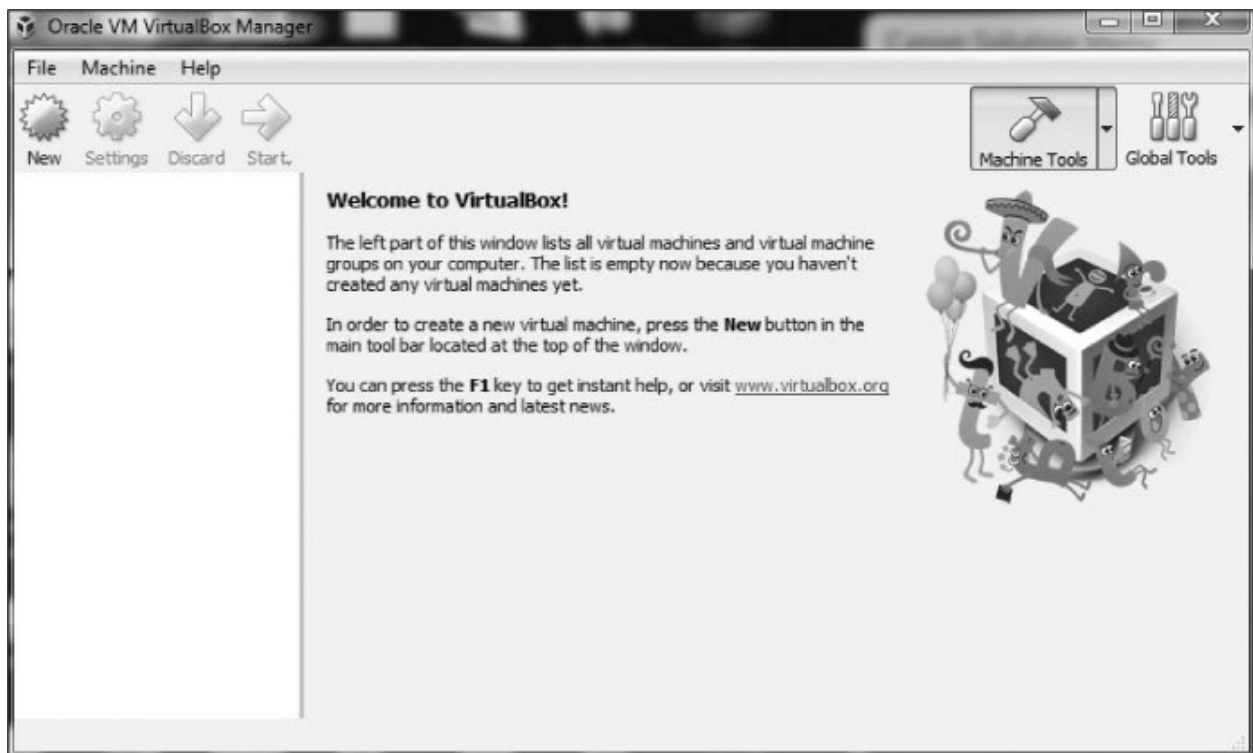 Oracle VM VirtualBox Manager
File Machine Help
New Settings Discard Start
Machine Tools Global Tools
Welcome to VirtualBox!
The left part of this window lists all virtual machines and virtual machine
groups on your computer. The list is empty now because you haven't
created any virtual machines yet.
In order to create a new virtual machine, press the New button in the
main tool bar located at the top of the window.
You can press the F1 key to get instant help, or visit www.virtualbox.org
for more information and latest news.